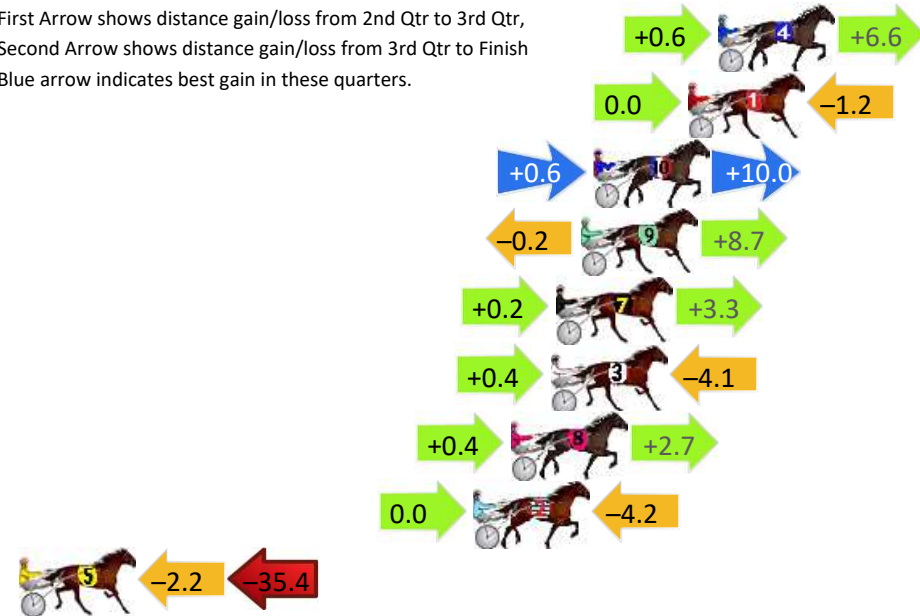 First Arrow shows distance gain/loss from 2nd Qtr to 3rd Qtr,
Second Arrow shows distance gain/loss from 3rd Qtr to Finish
Blue arrow indicates best gain in these quarters.
+0.6 4 +6.6
0.0 1 –1.2
+0.6 10 +10.0
–0.2 9 +8.7
+0.2 7 +3.3
+0.4 3 –4.1
+0.4 8 +2.7
0.0 2 –4.2
5 –2.2 –35.4